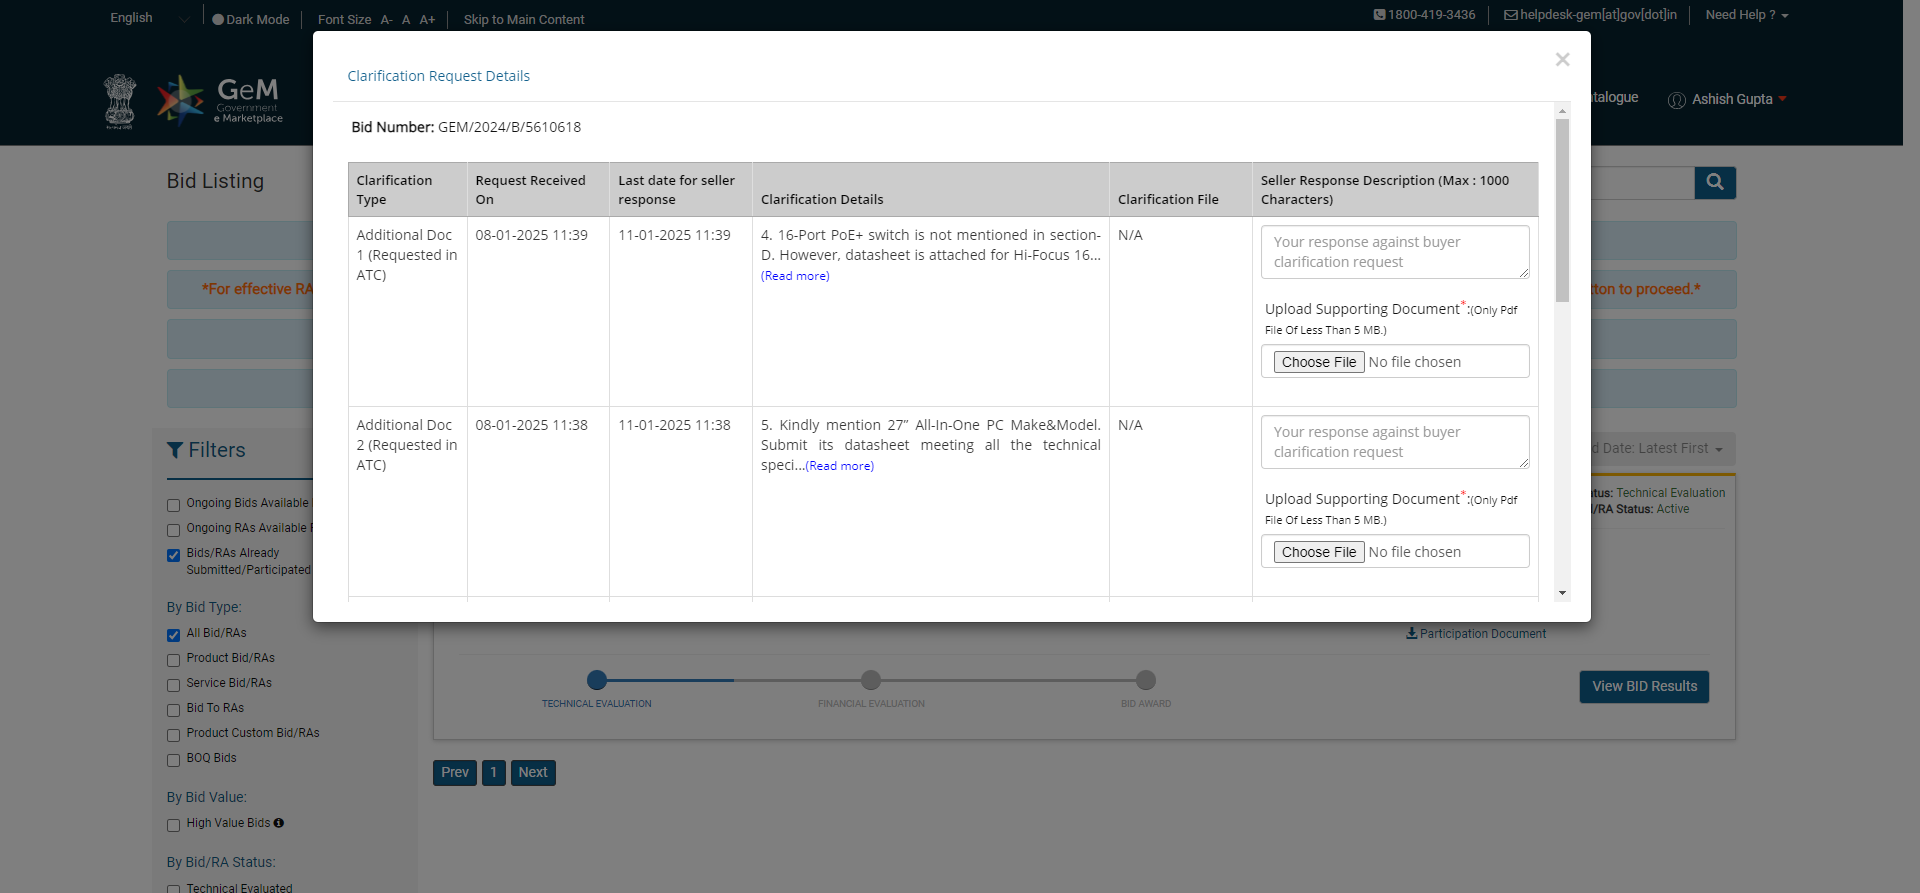 English
Dark Mode
Font Size A- A A+
Skip to Main Content
1800-419-3436
helpdesk-gem[at]gov[dot]in
Need Help ?
GeM
Government
e Marketplace
talogue
Ashish Gupta
Clarification Request Details
×
Bid Number: GEM/2024/B/5610618
Clarification
Type
Request Received
On
Last date for seller
response
Clarification Details
Clarification File
Seller Response Description (Max : 1000
Characters)
Additional Doc
1 (Requested in
ATC)
08-01-2025 11:39
11-01-2025 11:39
4. 16-Port PoE+ switch is not mentioned in section-
D. However, datasheet is attached for Hi-Focus 16...
(Read more)
N/A
Your response against buyer
clarification request
Upload Supporting Document*:(Only Pdf
File Of Less Than 5 MB.)
Choose File No file chosen
Additional Doc
2 (Requested in
ATC)
08-01-2025 11:38
11-01-2025 11:38
5. Kindly mention 27” All-In-One PC Make&Model.
Submit its datasheet meeting all the technical
speci...(Read more)
N/A
Your response against buyer
clarification request
Upload Supporting Document*:(Only Pdf
File Of Less Than 5 MB.)
Choose File No file chosen
Bid Listing
*For effective RA
ton to proceed.*
Filters
d Date: Latest First
Ongoing Bids Available
Ongoing RAs Available
Bids/RAs Already
Submitted/Participated
tus: Technical Evaluation
/RA Status: Active
By Bid Type:
All Bid/RAs
Product Bid/RAs
Service Bid/RAs
Bid To RAs
Product Custom Bid/RAs
BOQ Bids
By Bid Value:
High Value Bids
By Bid/RA Status:
Technical Evaluated
Participation Document
TECHNICAL EVALUATION
FINANCIAL EVALUATION
BID AWARD
View BID Results
Prev 1 Next